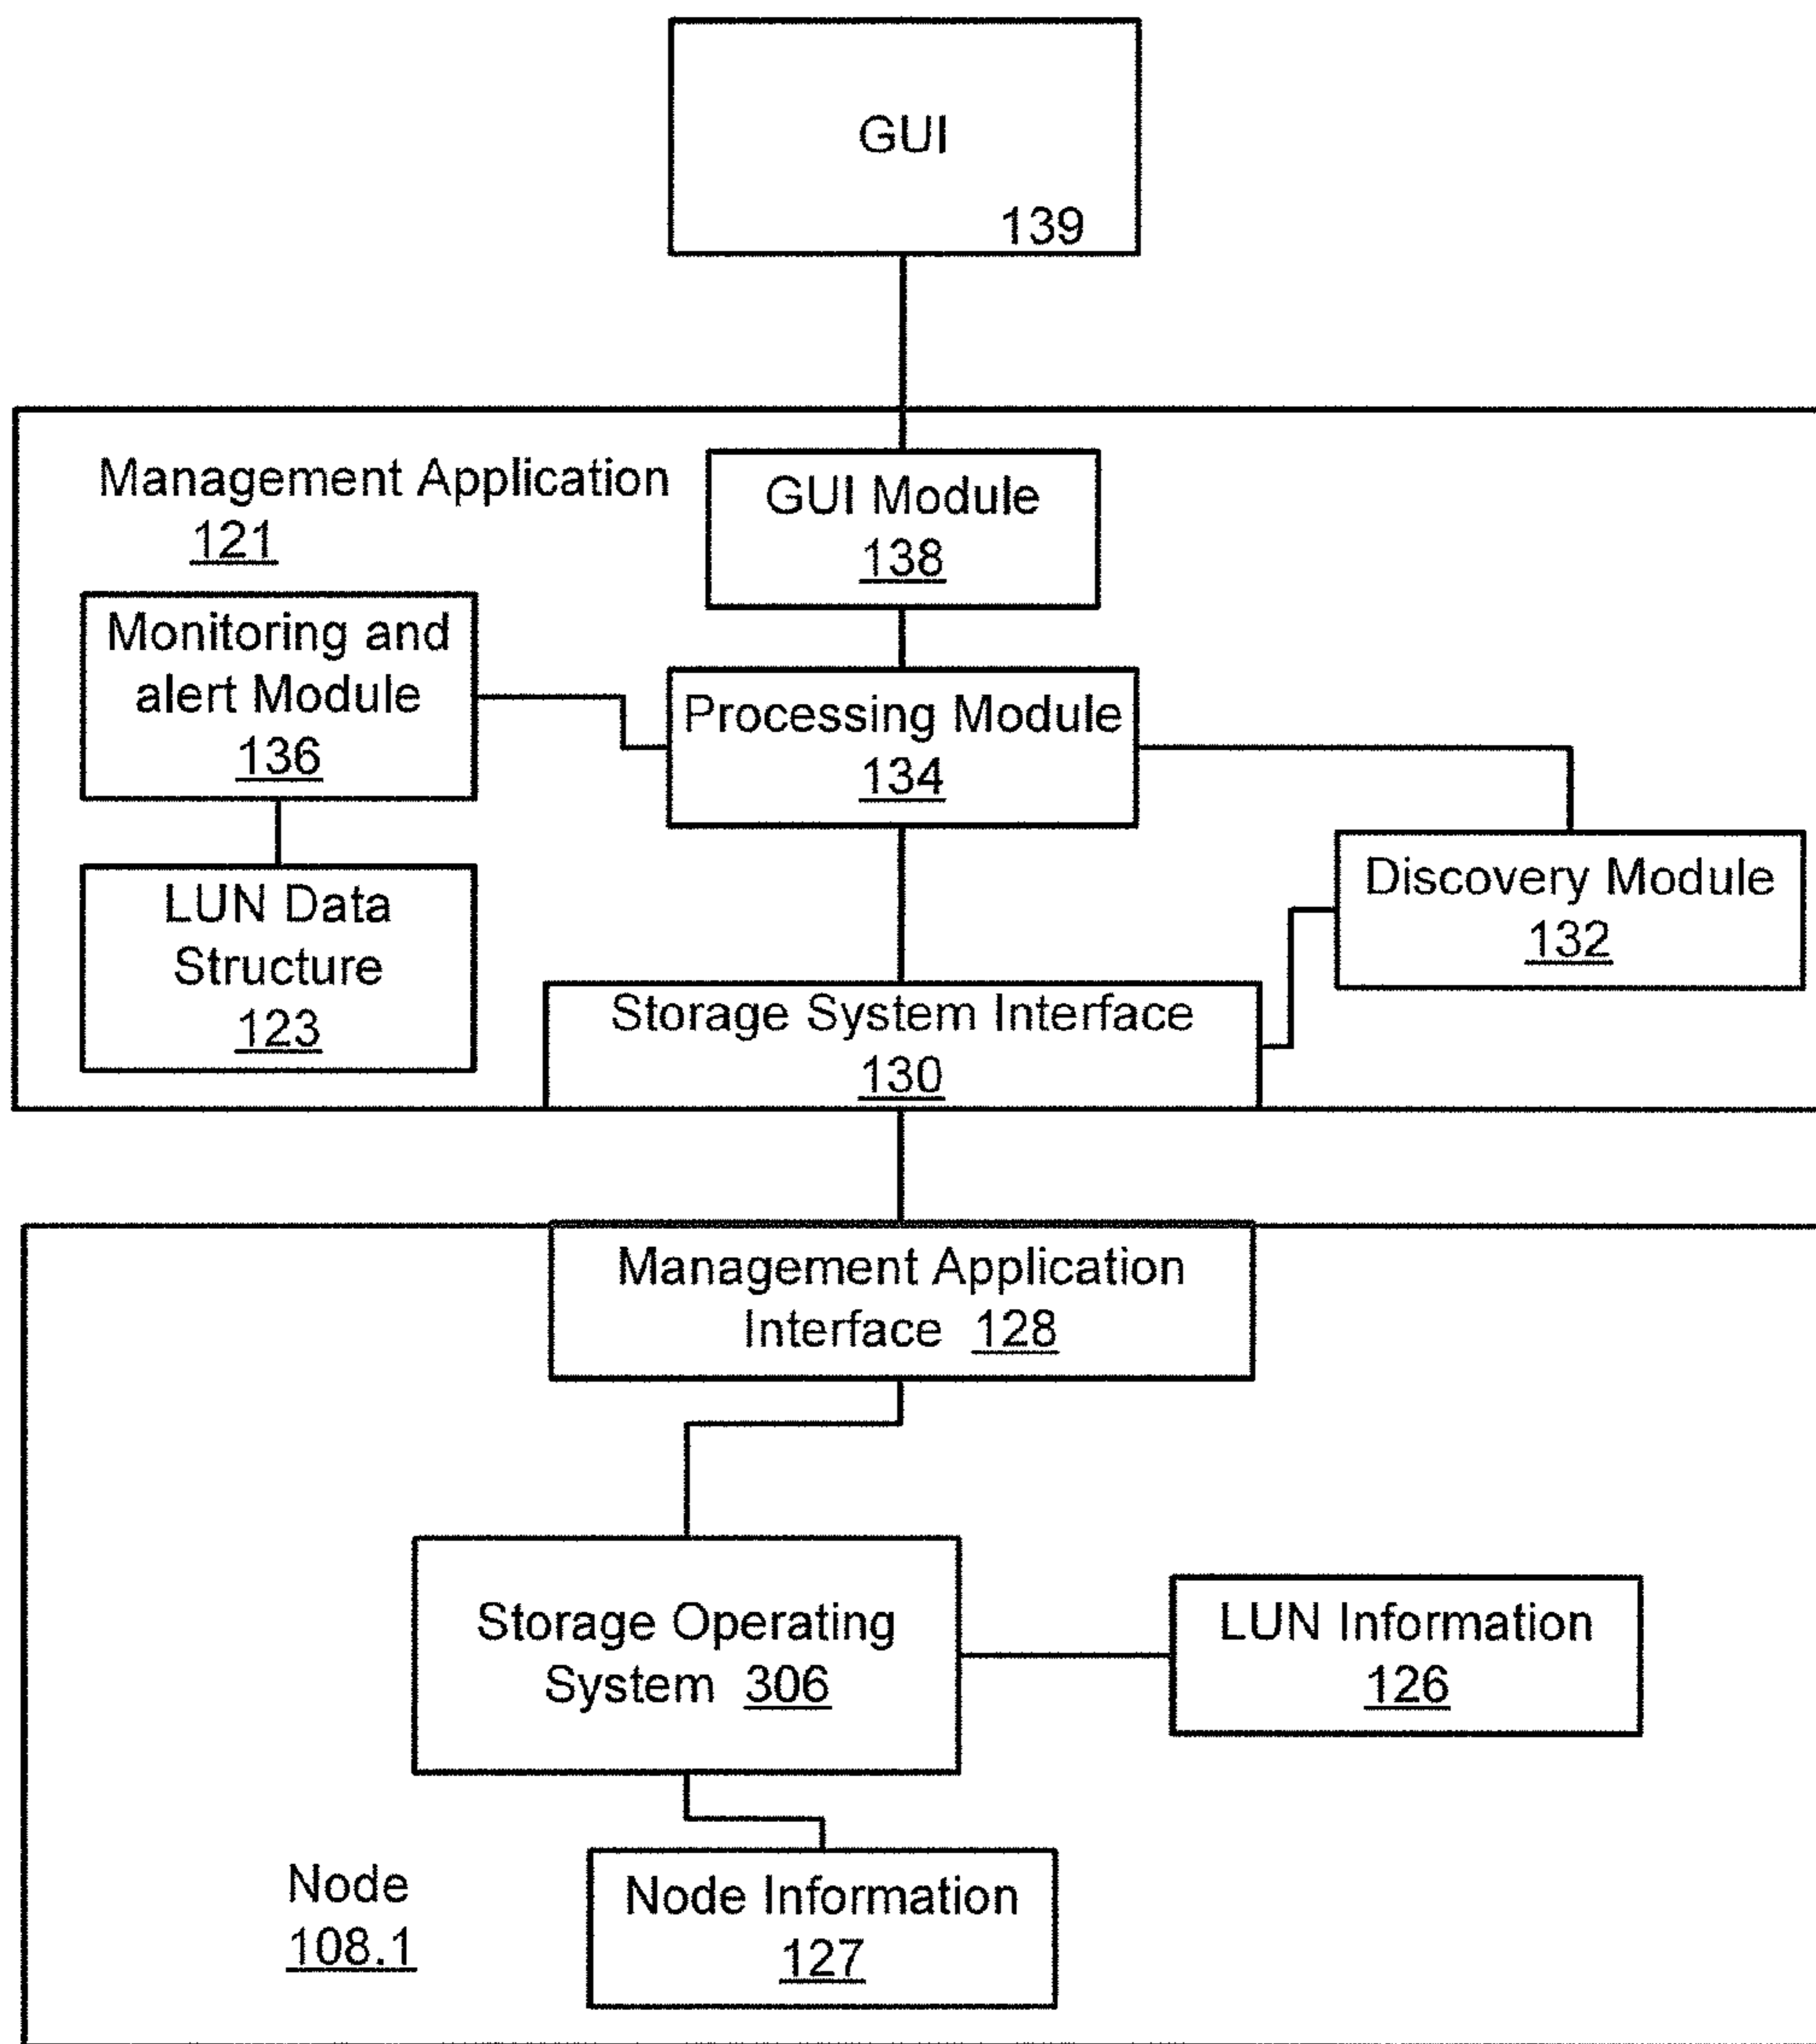 GUI
139
Management Application
121
GUI Module
138
Monitoring and
alert Module
136
Processing Module
134
Discovery Module
132
LUN Data
Structure
123
Storage System Interface
130
Management Application
Interface 128
Storage Operating
System 306
LUN Information
126
Node
108.1
Node Information
127